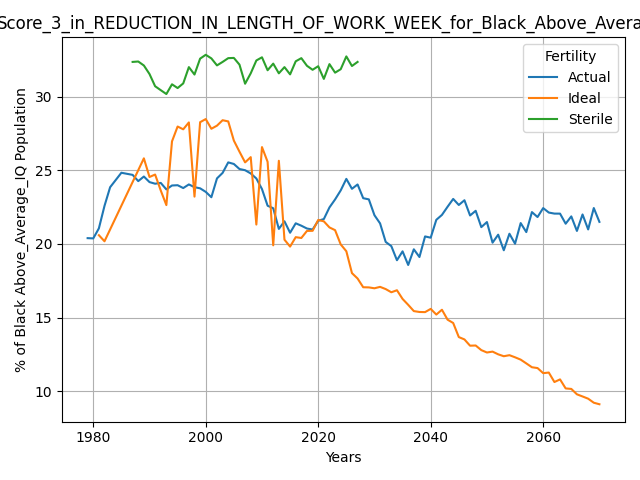 Score_3_in_REDUCTION_IN_LENGTH_OF_WORK_WEEK_for_Black_Above_Avera
Fertility
Actual
Ideal
Sterile
% of Black Above_Average_IQ Population
30
25
20
15
10
1980 2000 2020 2040 2060
Years